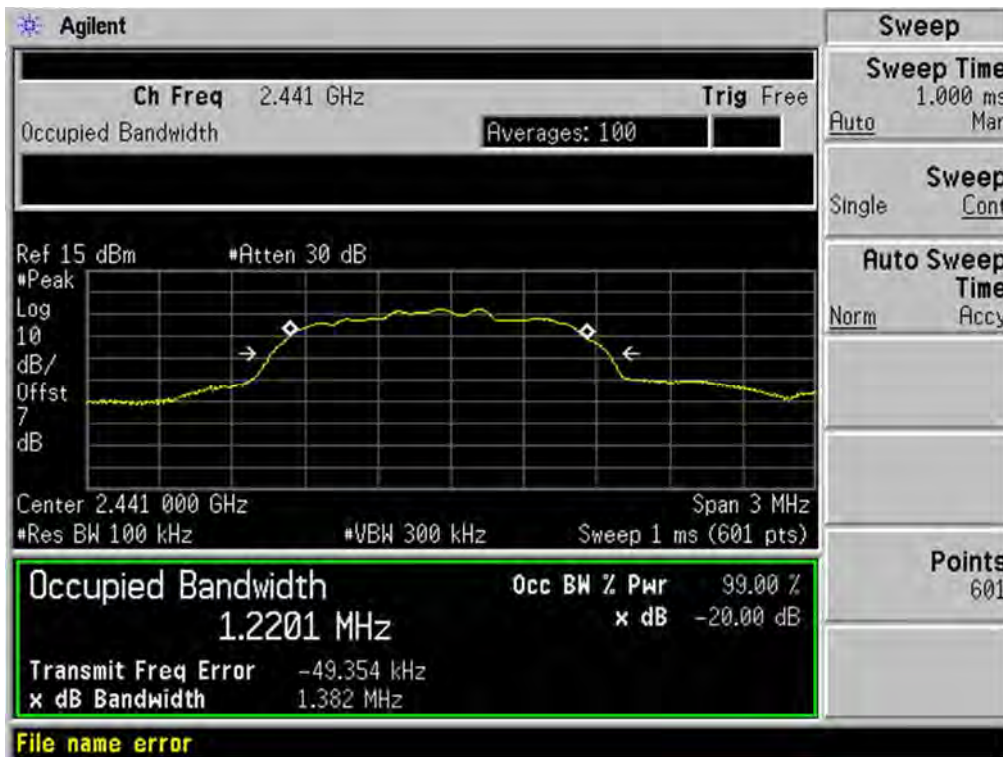 Agilent
Sweep
Ch Freq 2.441 GHz Trig Free
Occupied Bandwidth Averages: 100
Ref 15 dBm #Atten 30 dB
#Peak
Log
10
dB/
Offst
7
dB
Center 2.441 000 GHz Span 3 MHz
#Res BW 100 kHz #VBW 300 kHz Sweep 1 ms (601 pts)
Occupied Bandwidth Occ BW % Pwr 99.00 %
1.2201 MHz x dB -20.00 dB
Transmit Freq Error -49.354 kHz
x dB Bandwidth 1.382 MHz
File name error
Sweep Time
1.000 ms
Auto Man
Sweep
Single Cont
Auto Sweep
Time
Norm Accy
Points
601